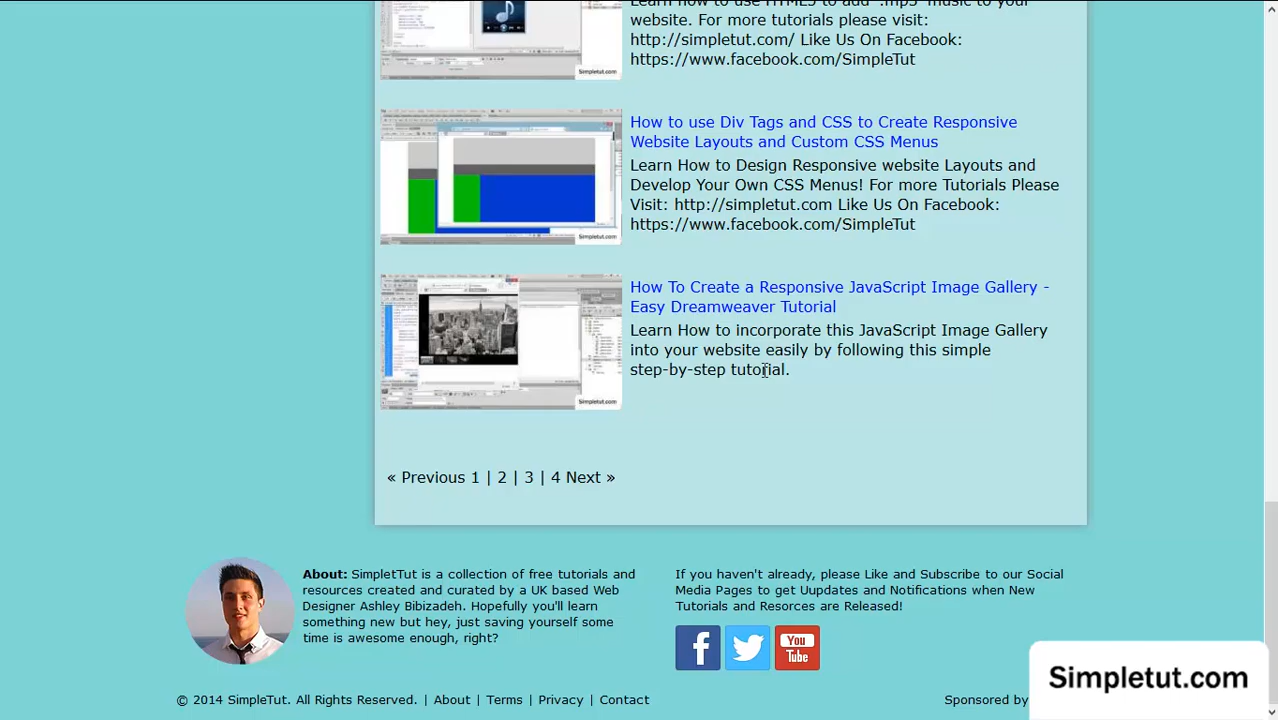 website. For more tutorials please visit:
http://simpletut.com/ Like Us On Facebook:
https://www.facebook.com/SimpleTut
Simpletut.com
How to use Div Tags and CSS to Create Responsive
Website Layouts and Custom CSS Menus
Learn How to Design Responsive website Layouts and
Develop Your Own CSS Menus! For more Tutorials Please
Visit: http://simpletut.com Like Us On Facebook:
https://www.facebook.com/SimpleTut
Simpletut.com
How To Create a Responsive JavaScript Image Gallery -
Easy Dreamweaver Tutorial
Learn How to Incorporate a JavaScript Image Gallery
into your website easily by following this simple
step-by-step tutorial.
Simpletut.com
« Previous 1 | 2 | 3 | 4 Next »
About: SimpletTut is a collection of free tutorials and
resources created and curated by a UK based Web
Designer Ashley Bibizadeh. Hopefully you'll learn
something new but hey, just saving yourself some
time is awesome enough, right?
If you haven't already, please Like and Subscribe to our Social
Media Pages to get Uupdates and Notifications when New
Tutorials and Resorces are Released!
f
You
Tube
© 2014 SimpleTut. All Rights Reserved. | About | Terms | Privacy | Contact
Sponsored by
Simpletut.com